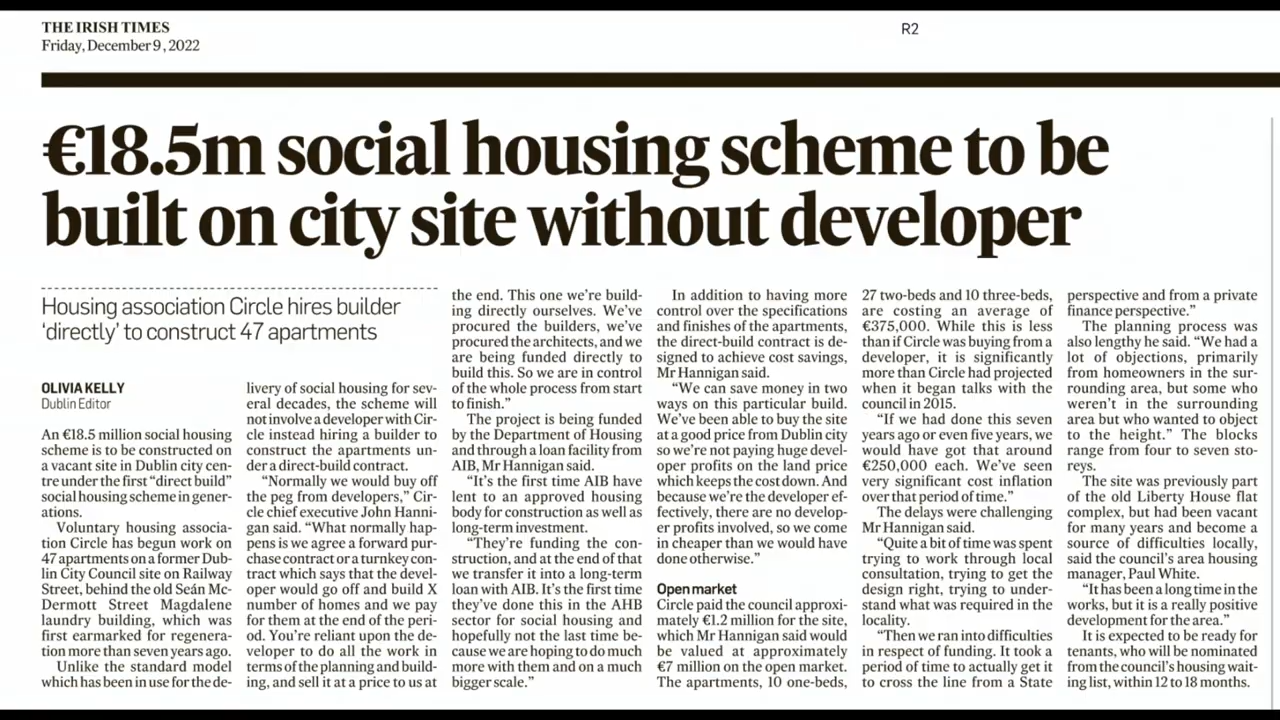 THE IRISH TIMES
Friday, December 9, 2022
R2
€18.5m social housing scheme to be
built on city site without developer
Housing association Circle hires builder
'directly' to construct 47 apartments
OLIVIA KELLY
Dublin Editor
An €18.5 million social housing
scheme is to be constructed on
a vacant site in Dublin city cen-
tre under the first "direct build"
social housing scheme in gener-
ations.
Voluntary housing associa-
tion Circle has begun work on
47 apartments on a former Dub-
lin City Council site on Railway
Street, behind the old Seán Mc-
Dermott Street Magdalene
laundry building, which was
first earmarked for regenera-
tion more than seven years ago.
Unlike the standard model
which has been in use for the de-
livery of social housing for sev-
eral decades, the scheme will
not involve a developer with Cir-
cle instead hiring a builder to
construct the apartments un-
der a direct-build contract.
"Normally we would buy off
the peg from developers," Cir-
cle chief executive John Hanni-
gan said. "What normally hap-
pens is we agree a forward pur-
chase contract or a turnkey con-
tract which says that the devel-
oper would go off and build X
number of homes and we pay
for them at the end of the peri-
od. You're reliant upon the de-
veloper to do all the work in
terms of the planning and build-
ing, and sell it at a price to us at
the end. This one we're build-
ing directly ourselves. We've
procured the builders, we've
procured the architects, and we
are being funded directly to
build this. So we are in control
of the whole process from start
to finish."
The project is being funded
by the Department of Housing
and through a loan facility from
AIB, Mr Hannigan said.
"It's the first time AIB have
lent to an approved housing
body for construction as well as
long-term investment.
"They're funding the con-
struction, and at the end of that
we transfer it into a long-term
loan with AIB. It's the first time
they've done this in the AHB
sector for social housing and
hopefully not the last time be-
cause we are hoping to do much
more with them and on a much
bigger scale."
In addition to having more
control over the specifications
and finishes of the apartments,
the direct-build contract is de-
signed to achieve cost savings,
Mr Hannigan said.
"We can save money in two
ways on this particular build.
We've been able to buy the site
at a good price from Dublin city
so we're not paying huge devel-
oper profits on the land price
which keeps the cost down. And
because we're the developer ef-
fectively, there are no develop-
er profits involved, so we come
in cheaper than we would have
done otherwise."
Open market
Circle paid the council approxi-
mately €1.2 million for the site,
which Mr Hannigan said would
be valued at approximately
€7 million on the open market.
The apartments, 10 one-beds,
27 two-beds and 10 three-beds,
are costing an average of
€375,000. While this is less
than if Circle was buying from a
developer, it is significantly
more than Circle had projected
when it began talks with the
council in 2015.
"If we had done this seven
years ago or even five years, we
would have got that around
€250,000 each. We've seen
very significant cost inflation
over that period of time."
The delays were challenging
Mr Hannigan said.
"Quite a bit of time was spent
trying to work through local
consultation, trying to get the
design right, trying to under-
stand what was required in the
locality.
"Then we ran into difficulties
in respect of funding. It took a
period of time to actually get it
to cross the line from a State
perspective and from a private
finance perspective."
The planning process was
also lengthy he said. "We had a
lot of objections, primarily
from homeowners in the sur-
rounding area, but some who
weren't in the surrounding
area but who wanted to object
to the height." The blocks
range from four to seven sto-
reys.
The site was previously part
of the old Liberty House flat
complex, but had been vacant
for many years and become a
source of difficulties locally,
said the council's area housing
manager, Paul White.
"It has been a long time in the
works, but it is a really positive
development for the area."
It is expected to be ready for
tenants, who will be nominated
from the council's housing wait-
ing list, within 12 to 18 months.